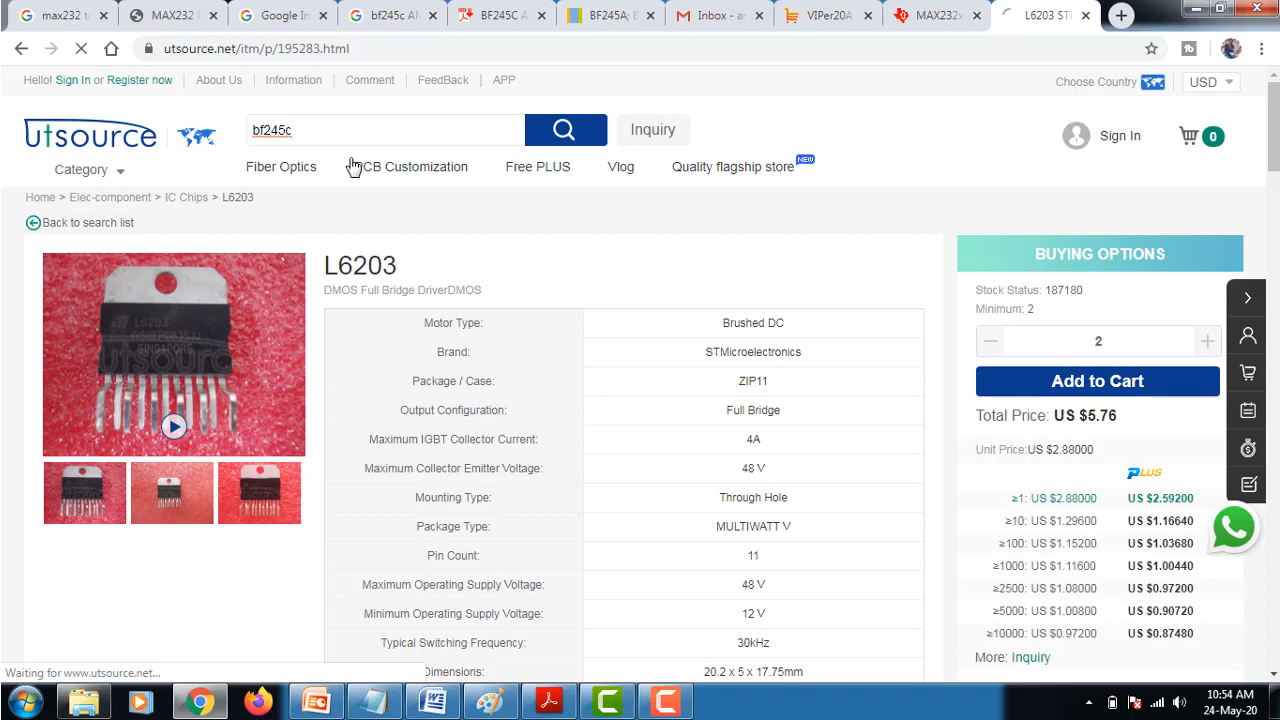 max232 to
MAX232 P
Google Im
bf245c AN
BF245CA
BF245A; B
Inbox - ar
VIPer20A
MAX232x
L6203 STM
utsource.net/itm/p/195283.html
Hello! Sign In or Register now
About Us
Information
Comment
FeedBack
APP
Choose Country
USD
utsource
bf245c
Inquiry
Sign In
0
Category
Fiber Optics
PCB Customization
Free PLUS
Vlog
Quality flagship store
NEW
Home > Elec-component > IC Chips > L6203
Back to search list
L6203
DMOS Full Bridge DriverDMOS
Motor Type: Brushed DC
Brand: STMicroelectronics
Package / Case: ZIP11
Output Configuration: Full Bridge
Maximum IGBT Collector Current: 4A
Maximum Collector Emitter Voltage: 48 V
Mounting Type: Through Hole
Package Type: MULTIWATT V
Pin Count: 11
Maximum Operating Supply Voltage: 48 V
Minimum Operating Supply Voltage: 12 V
Typical Switching Frequency: 30kHz
Dimensions: 20.2 x 5 x 17.75mm
L6203
SINGAPORE
utsource
BUYING OPTIONS
Stock Status: 187180
Minimum: 2
2
Add to Cart
Total Price: US $5.76
Unit Price:US $2.88000
PLUS
≥1: US $2.88000 US $2.59200
≥10: US $1.29600 US $1.16640
≥100: US $1.15200 US $1.03680
≥1000: US $1.11600 US $1.00440
≥2500: US $1.08000 US $0.97200
≥5000: US $1.00800 US $0.90720
≥10000: US $0.97200 US $0.87480
More: Inquiry
Waiting for www.utsource.net...
10:54 AM
24-May-20